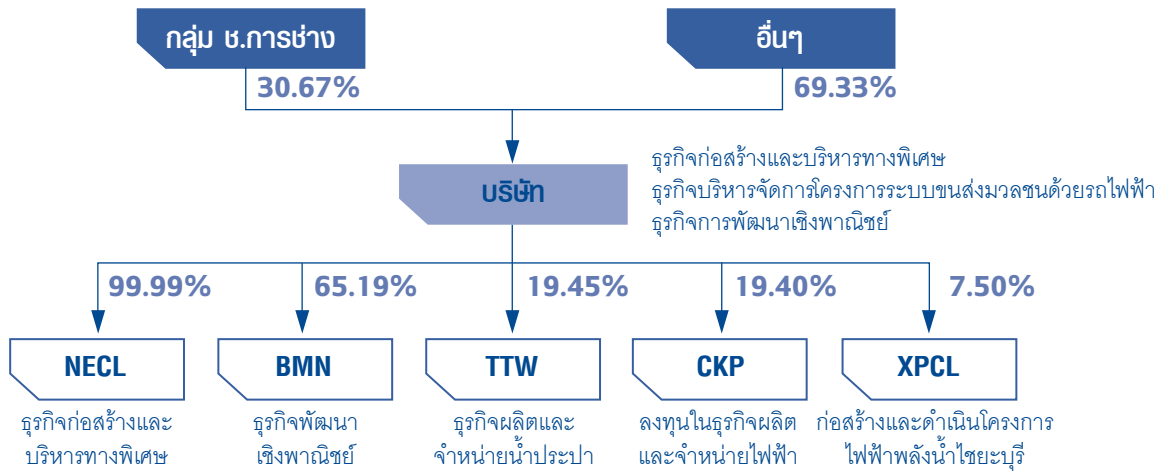 กลุ่ม ช.การช่าง
อื่นๆ
30.67%
69.33%
บริษัท
ธุรกิจก่อสร้างและบริหารทางพิเศษ
ธุรกิจบริหารจัดการโครงการระบบขนส่งมวลชนด้วยรถไฟฟ้า
ธุรกิจการพัฒนาเชิงพาณิชย์
99.99%
65.19%
19.45%
19.40%
7.50%
NECL
BMN
TTW
CKP
XPCL
ธุรกิจก่อสร้างและ
บริหารทางพิเศษ
ธุรกิจพัฒนา
เชิงพาณิชย์
ธุรกิจผลิตและ
จำหน่ายน้ำประปา
ลงทุนในธุรกิจผลิต
และจำหน่ายไฟฟ้า
ก่อสร้างและดำเนินโครงการ
ไฟฟ้าพลังน้ำไซยะบุรี